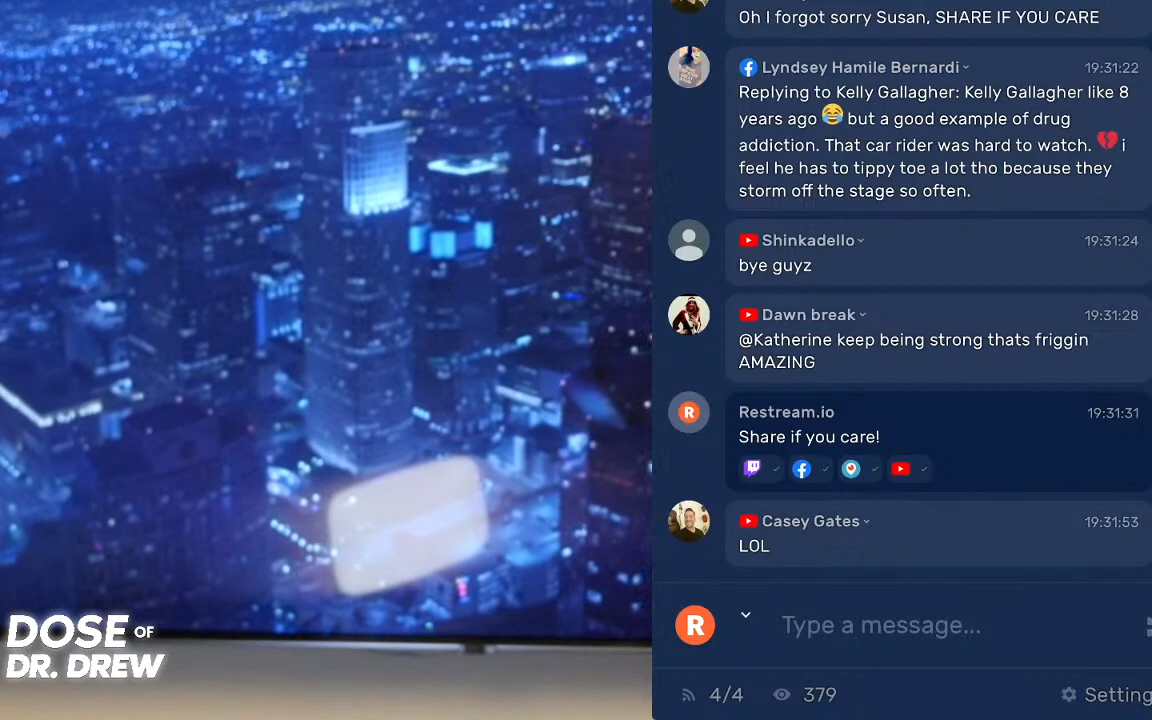 Oh I forgot sorry Susan, SHARE IF YOU CARE
Lyndsey Hamile Bernardi 19:31:22
Replying to Kelly Gallagher: Kelly Gallagher like 8
years ago 😂 but a good example of drug
addiction. That car rider was hard to watch. 💔 i
feel he has to tippy toe a lot tho because they
storm off the stage so often.
Shinkadello 19:31:24
bye guyz
Dawn break 19:31:28
@Katherine keep being strong thats friggin
AMAZING
R Restream.io 19:31:31
Share if you care!
Casey Gates 19:31:53
LOL
R Type a message...
4/4 379 Setting
DOSE OF
DR. DREW